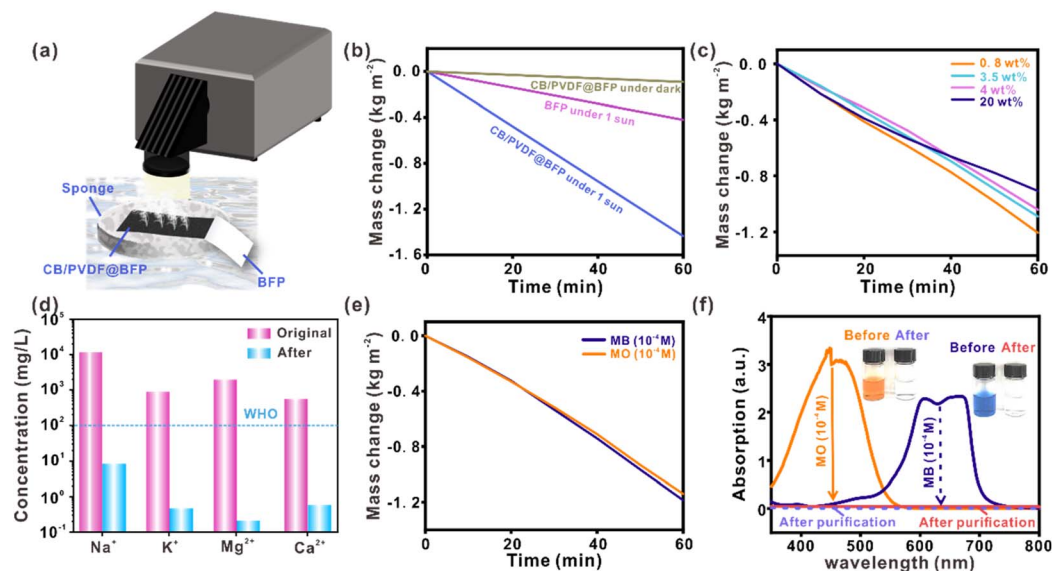 (a)
Sponge
CB/PVDF@BFP
BFP
(b)
Mass change (kg m⁻²)
0.0
-0.4
-0.8
-1.2
-1.6
CB/PVDF@BFP under dark
BFP under 1 sun
CB/PVDF@BFP under 1 sun
0
20
40
60
Time (min)
(c)
Mass change (kg m⁻²)
0. 0
-0. 4
-0. 8
-1. 2
0. 8 wt%
3.5 wt%
4 wt%
20 wt%
0
20
40
60
Time (min)
(d)
Concentration (mg/L)
10⁵
10⁴
10³
10²
10¹
10⁰
10⁻¹
Original
After
WHO
Na⁺
K⁺
Mg²⁺
Ca²⁺
(e)
Mass change (kg m⁻²)
0.0
-0.4
-0.8
-1.2
MB (10⁻⁴M)
MO (10⁻⁴M)
0
20
40
60
Time (min)
(f)
Absorption (a.u.)
4
3
2
1
0
Before After
Before After
MO (10⁻⁴M)
MB (10⁻⁴M)
After purification
After purification
400
500
600
700
800
wavelength (nm)